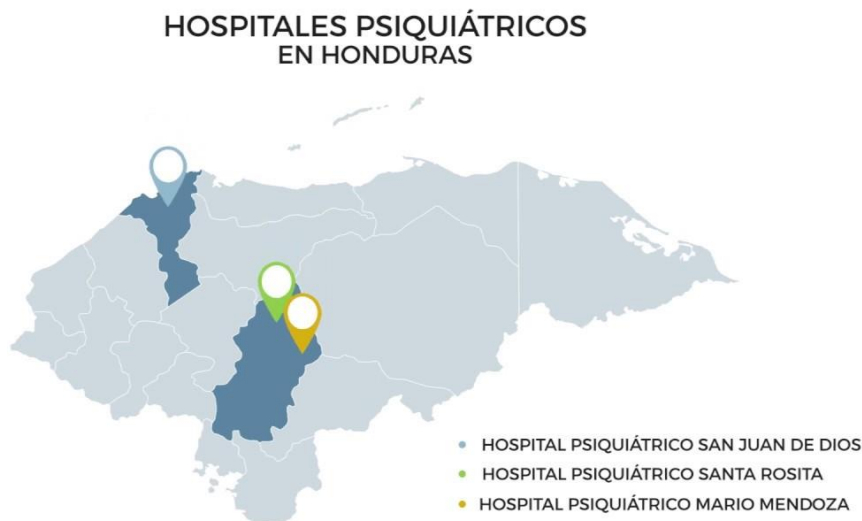 HOSPITALES PSIQUIÁTRICOS
EN HONDURAS
HOSPITAL PSIQUIÁTRICO SAN JUAN DE DIOS
HOSPITAL PSIQUIÁTRICO SANTA ROSITA
HOSPITAL PSIQUIÁTRICO MARIO MENDOZA